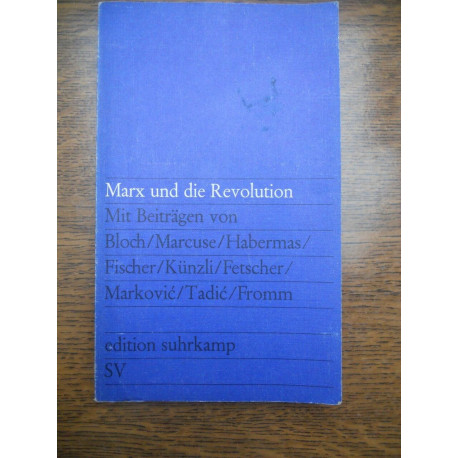 Marx und die Revolution
Mit Beiträgen von
Bloch/Marcuse/Habermas/
Fischer/Künzli/Fetscher/
Marković/Tadić/Fromm
edition suhrkamp
SV